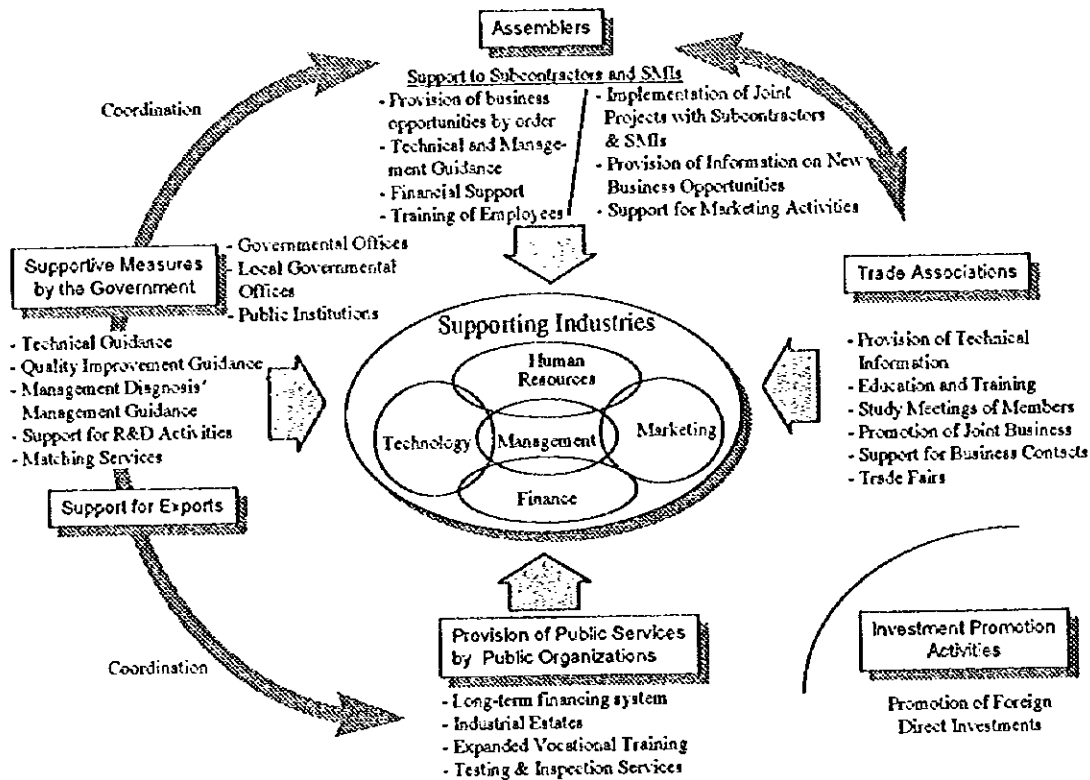 Assemblers
Support to Subcontractors and SMIs
- Provision of business
opportunities by order
- Technical and Manage-
ment Guidance
- Financial Support
- Training of Employees
- Implementation of Joint
Projects with Subcontractors
& SMIs
- Provision of Information on New
Business Opportunities
- Support for Marketing Activities
Coordination
Supportive Measures
by the Government
- Governmental Offices
- Local Governmental
Offices
- Public Institutions
- Technical Guidance
- Quality Improvement Guidance
- Management Diagnosis/
Management Guidance
- Support for R&D Activities
- Matching Services
Support for Exports
Supporting Industries
Human
Resources
Technology
Management
Marketing
Finance
Trade Associations
- Provision of Technical
Information
- Education and Training
- Study Meetings of Members
- Promotion of Joint Business
- Support for Business Contacts
- Trade Fairs
Coordination
Provision of Public Services
by Public Organizations
- Long-term financing system
- Industrial Estates
- Expanded Vocational Training
- Testing & Inspection Services
Investment Promotion
Activities
Promotion of Foreign
Direct Investments